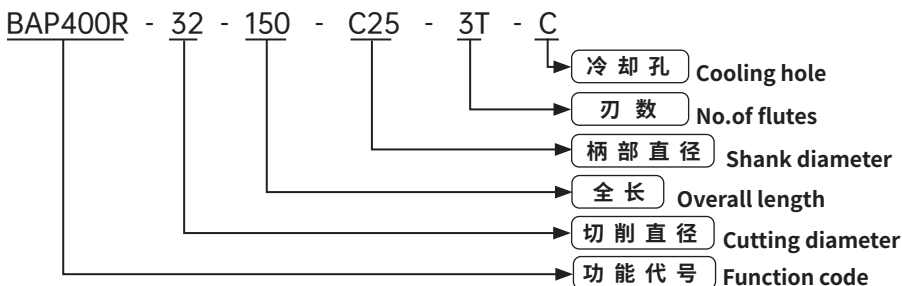 BAP400R - 32 - 150 - C25 - 3T - C
冷却孔 Cooling hole
刃数 No.of flutes
柄部直径 Shank diameter
全长 Overall length
切削直径 Cutting diameter
功能代号 Function code